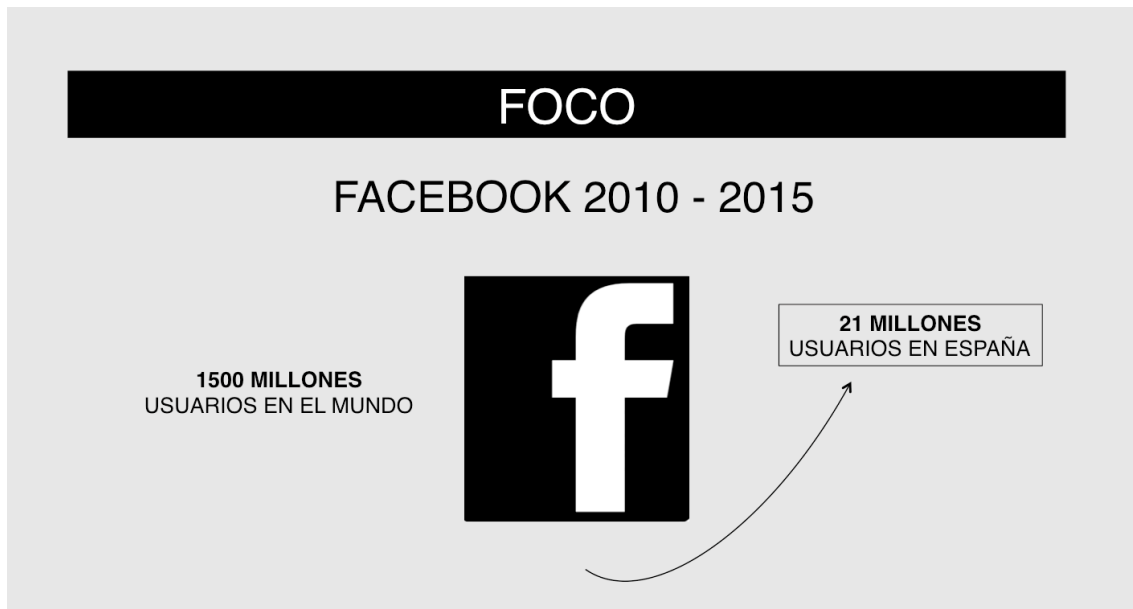 FOCO
FACEBOOK 2010 - 2015
1500 MILLONES
USUARIOS EN EL MUNDO
f
21 MILLONES
USUARIOS EN ESPAÑA